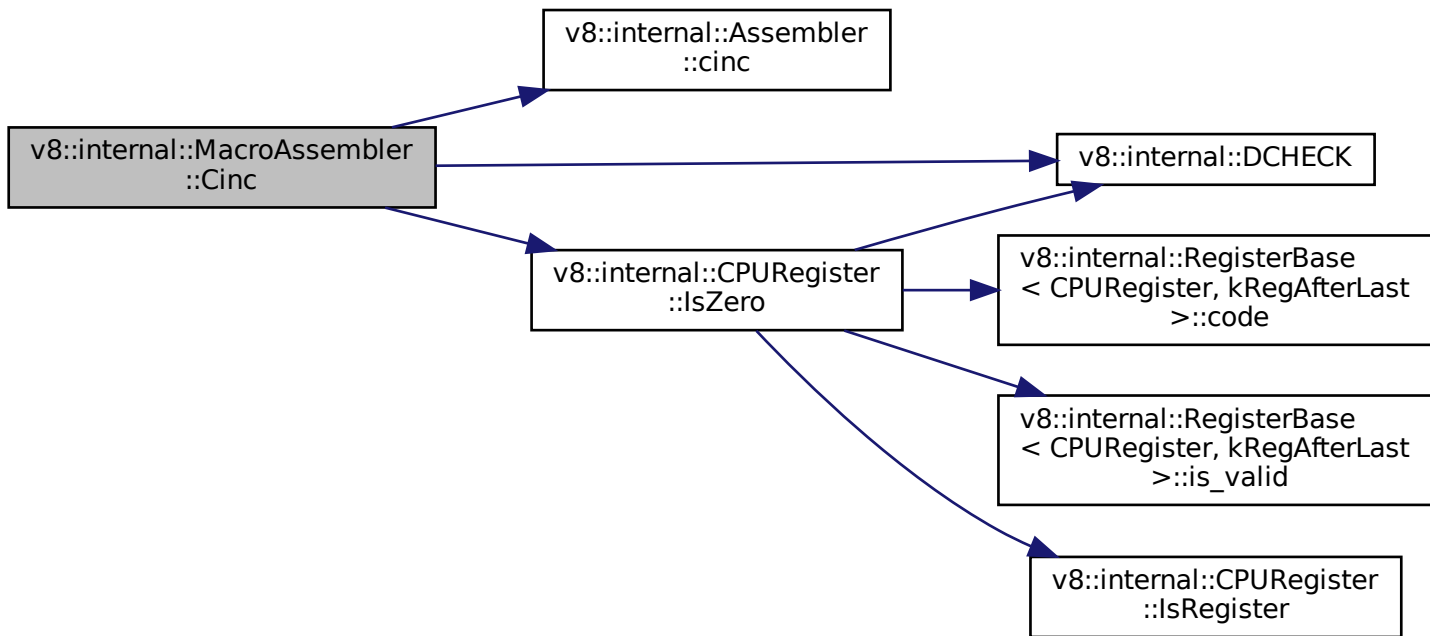 v8::internal::Assembler
::cinc
v8::internal::MacroAssembler
::Cinc
v8::internal::DCHECK
v8::internal::CPURegister
::IsZero
v8::internal::RegisterBase
< CPURegister, kRegAfterLast
>::code
v8::internal::RegisterBase
< CPURegister, kRegAfterLast
>::is_valid
v8::internal::CPURegister
::IsRegister